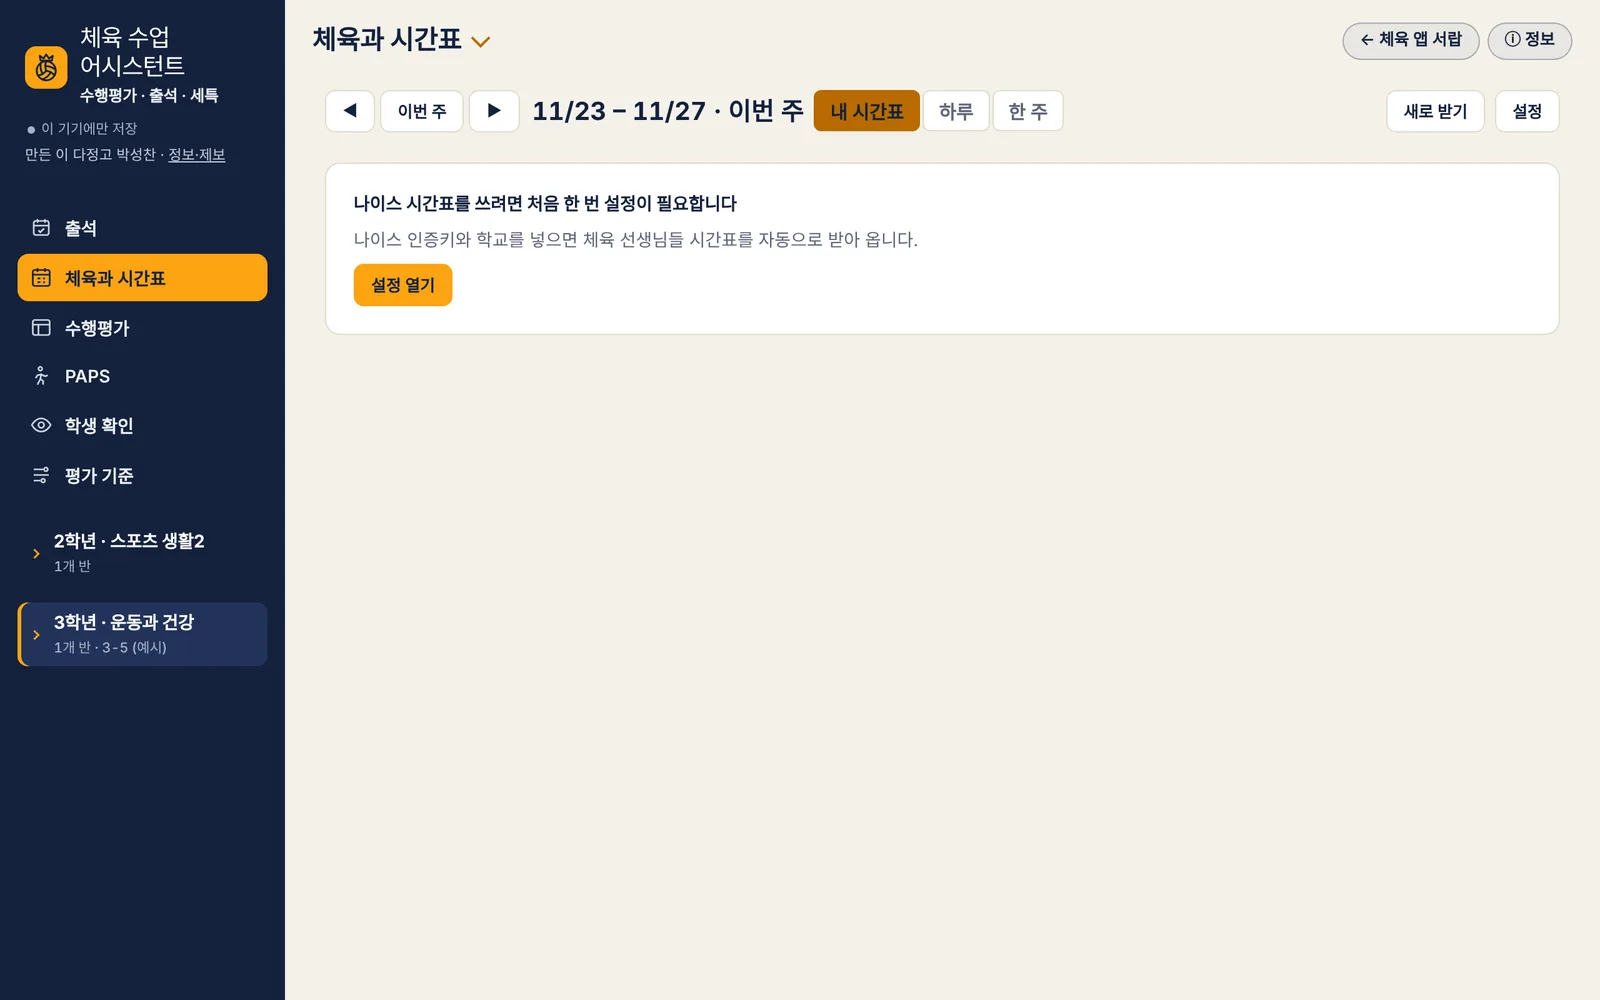 체육 수업
어시스턴트
수행평가 · 출석 · 세특
● 이 기기에만 저장
만든 이 다정고 박성찬 · 정보·제보
출석
체육과 시간표
수행평가
PAPS
학생 확인
평가 기준
2학년 · 스포츠 생활2
1개 반
3학년 · 운동과 건강
1개 반 · 3-5 (예시)
체육과 시간표
← 체육 앱 서랍
ⓘ 정보
◀ 이번 주 ▶ 11/23 – 11/27 · 이번 주 내 시간표 하루 한 주 새로 받기 설정
나이스 시간표를 쓰려면 처음 한 번 설정이 필요합니다
나이스 인증키와 학교를 넣으면 체육 선생님들 시간표를 자동으로 받아 옵니다.
설정 열기